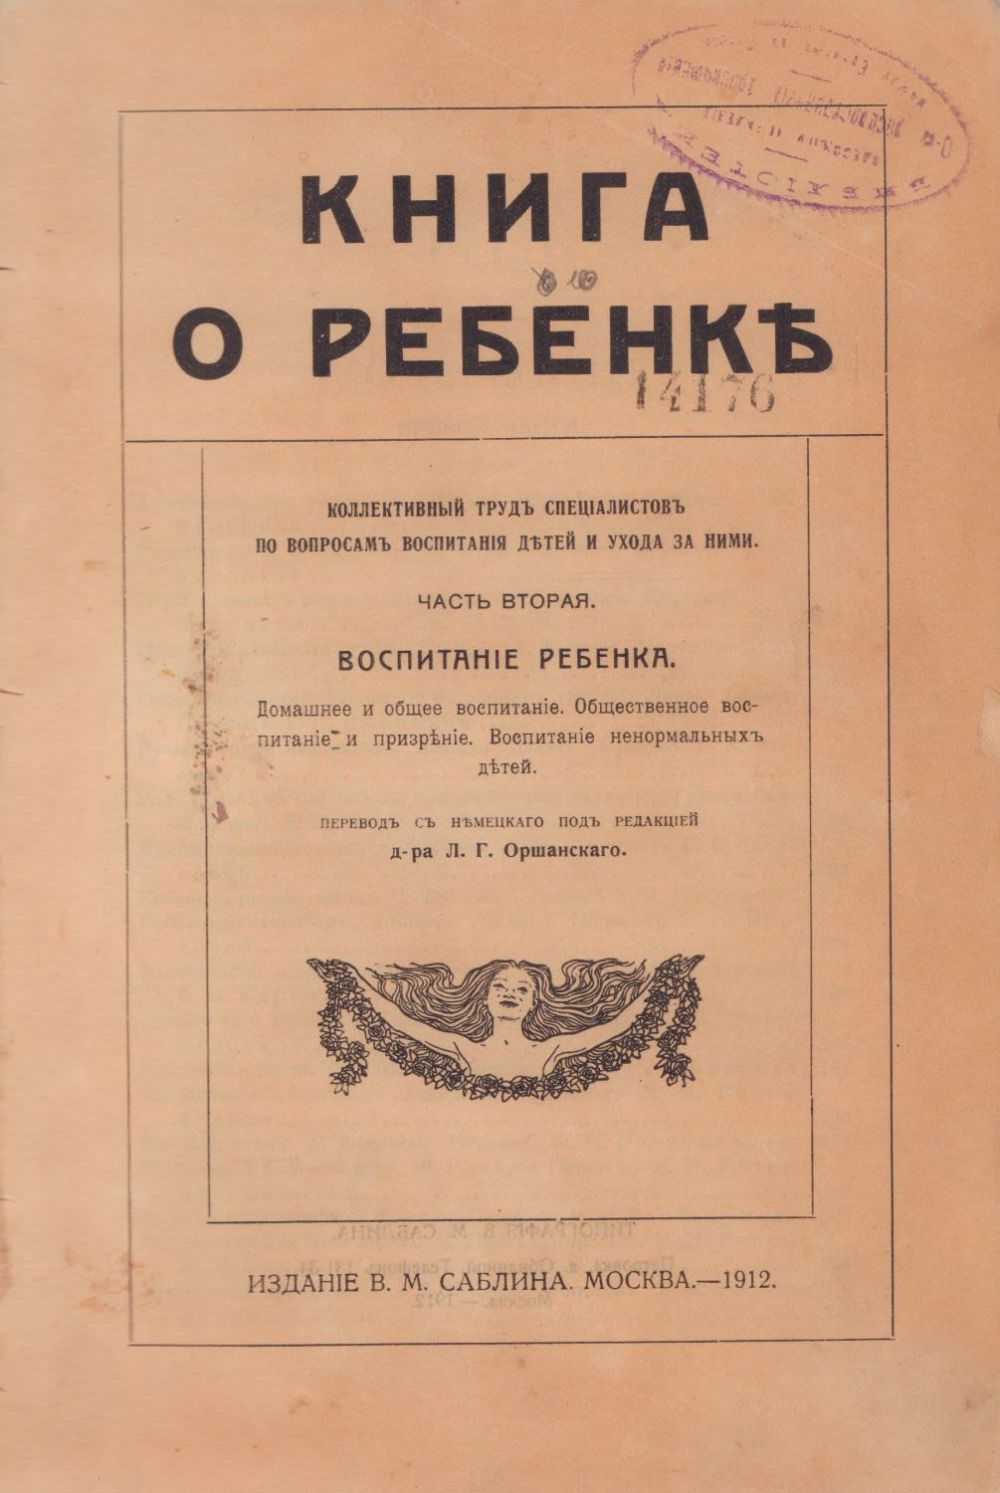 КНИГА
О РЕБЕНКѢ
14176
КОЛЛЕКТИВНЫЙ ТРУДЪ СПЕЦІАЛИСТОВЪ
ПО ВОПРОСАМЪ ВОСПИТАНІЯ ДѢТЕЙ И УХОДА ЗА НИМИ.
ЧАСТЬ ВТОРАЯ.
ВОСПИТАНІЕ РЕБЕНКА.
Домашнее и общее воспитаніе. Общественное вос-
питаніе и призрѣніе. Воспитаніе ненормальныхъ
дѣтей.
ПЕРЕВОДЪ СЪ НѢМЕЦКАГО ПОДЪ РЕДАКЦІЕЙ
д-ра Л. Г. Оршанскаго.
ИЗДАНІЕ В. М. САБЛИНА. МОСКВА.—1912.